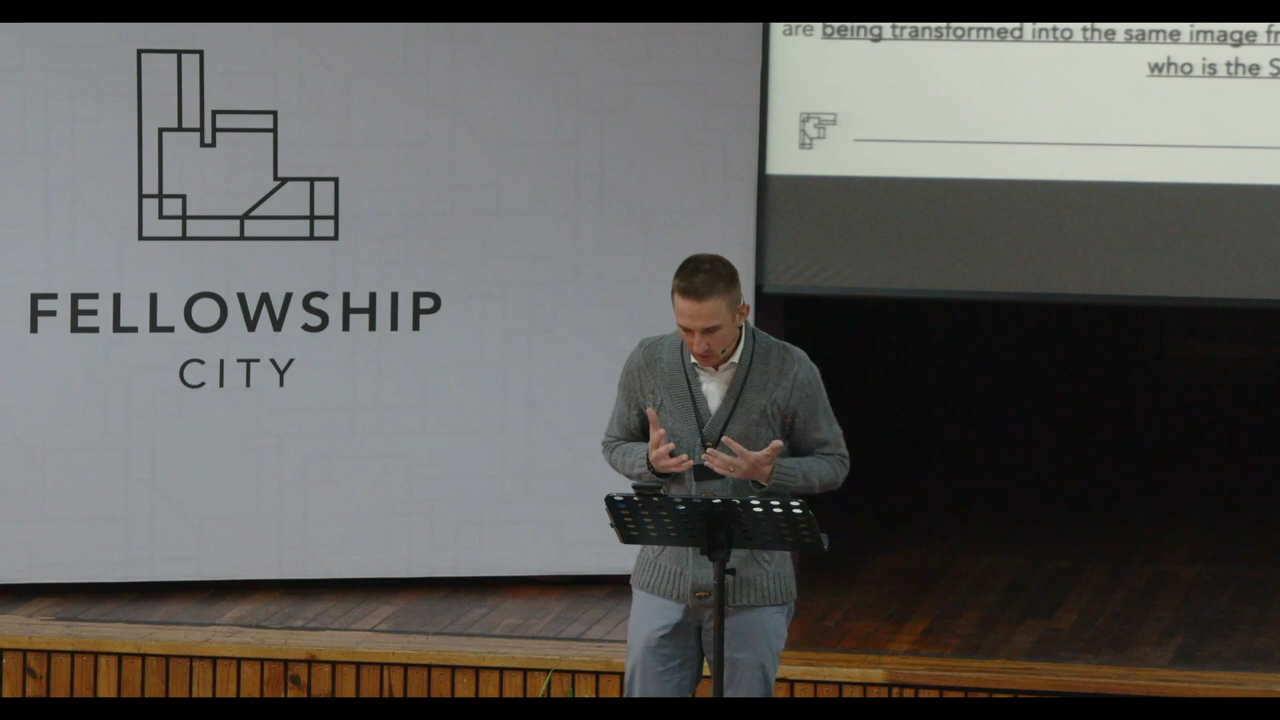 FELLOWSHIP
CITY
are being transformed into the same image
who is the